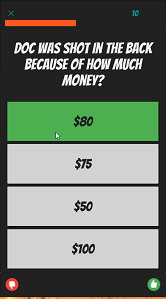 10
DOC WAS SHOT IN THE BACK
BECAUSE OF HOW MUCH
MONEY?
$80
$75
$50
$100